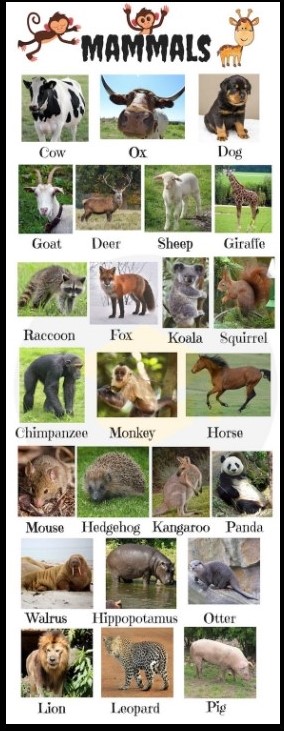 MAMMALS
Cow Ox Dog
Goat Deer Sheep Giraffe
Raccoon Fox Koala Squirrel
Chimpanzee Monkey Horse
Mouse Hedgehog Kangaroo Panda
Walrus Hippopotamus Otter
Lion Leopard Pig